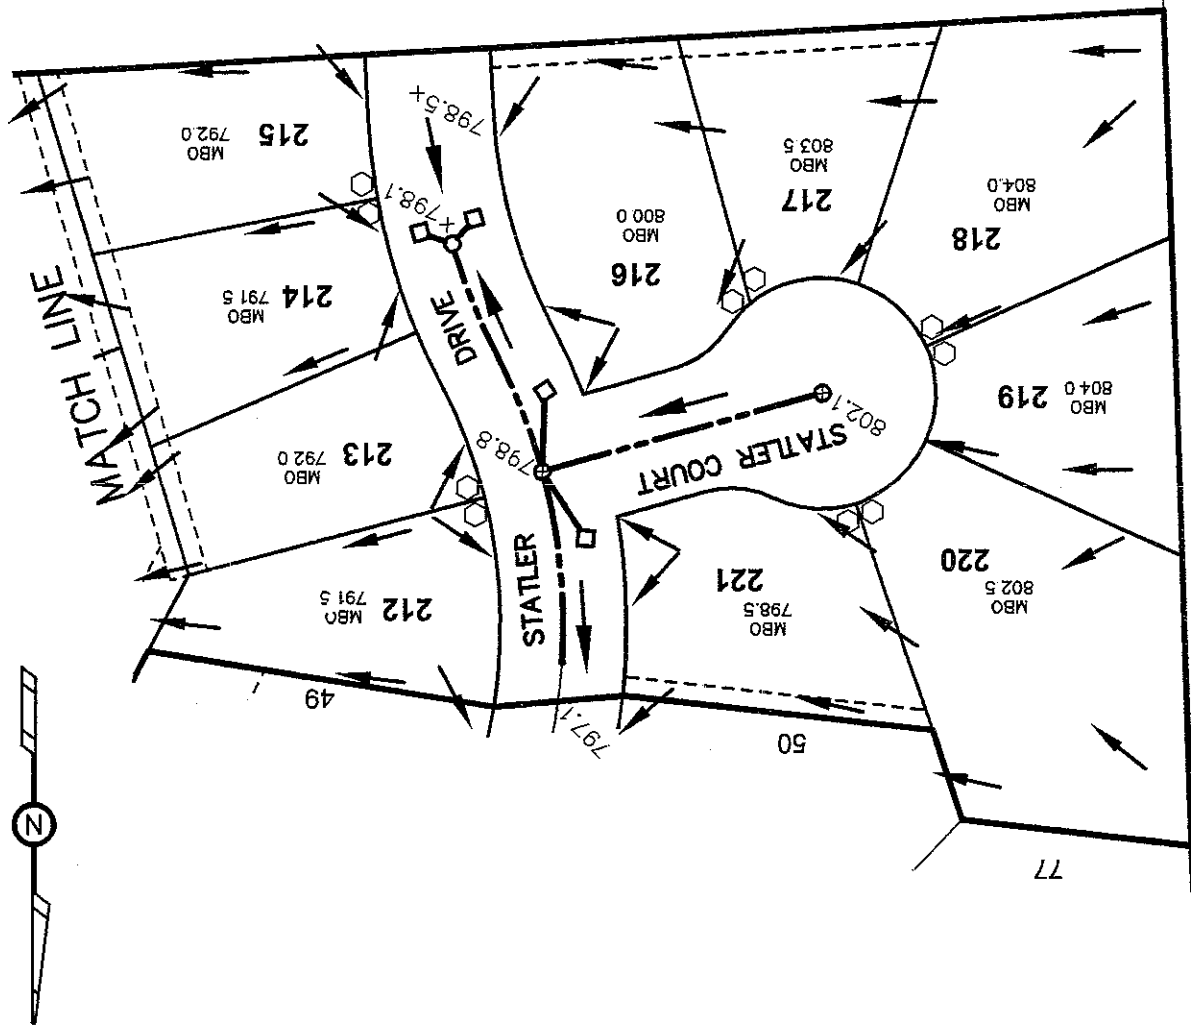 77
50
49
797.1
MBO
798.5
221
MBO
802.5
220
MBO
791.5
212
STATLER
STATLER COURT
802.1
798.8
MBO
792.0
213
MATCH LINE
MBO
804.0
219
DRIVE
MBO
791.5
214
MBO
800.0
216
MBO
804.0
218
MBO
803.5
217
×798.1
798.5×
MBO
792.0
215
N